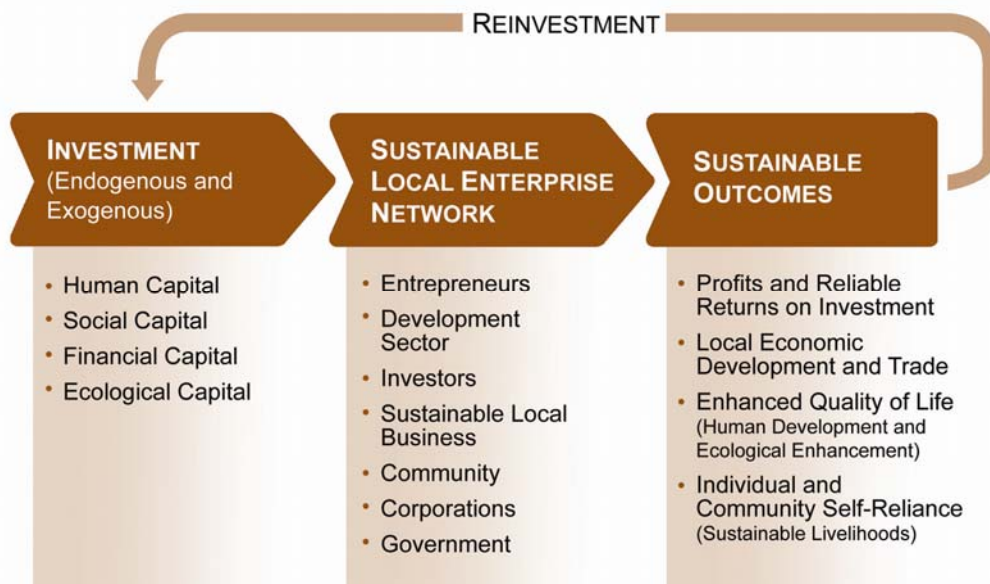 REINVESTMENT
INVESTMENT
(Endogenous and
Exogenous)
• Human Capital
• Social Capital
• Financial Capital
• Ecological Capital
SUSTAINABLE
LOCAL ENTERPRISE
NETWORK
• Entrepreneurs
• Development
Sector
• Investors
• Sustainable Local
Business
• Community
• Corporations
• Government
SUSTAINABLE
OUTCOMES
• Profits and Reliable
Returns on Investment
• Local Economic
Development and Trade
• Enhanced Quality of Life
(Human Development and
Ecological Enhancement)
• Individual and
Community Self-Reliance
(Sustainable Livelihoods)